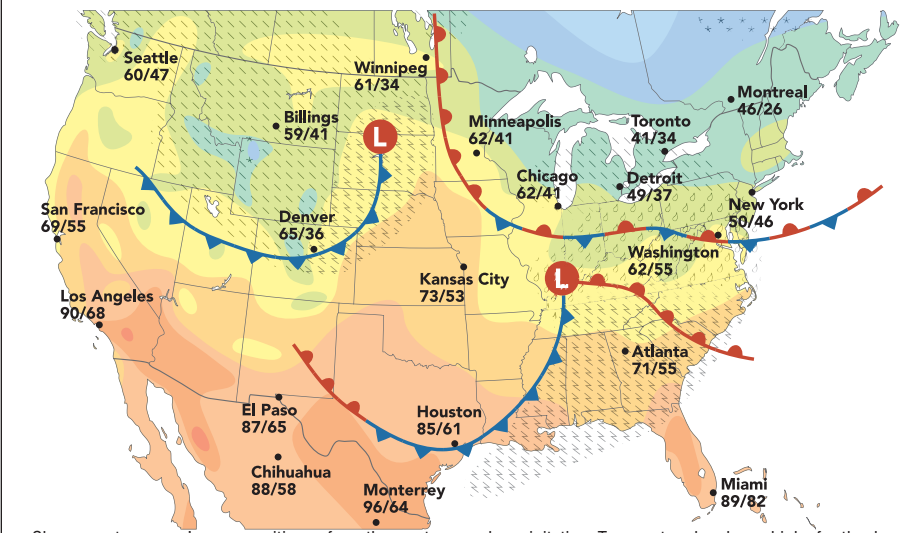 Seattle
60/47
Winnipeg
61/34
L
Billings
59/41
Minneapolis
62/41
Toronto
41/34
Montreal
46/26
Chicago
62/41
Detroit
49/37
New York
50/46
San Francisco
69/55
Denver
65/36
Washington
62/55
Kansas City
73/53
L
Los Angeles
90/68
Atlanta
71/55
El Paso
87/65
Houston
85/61
Chihuahua
88/58
Monterrey
96/64
Miami
89/82